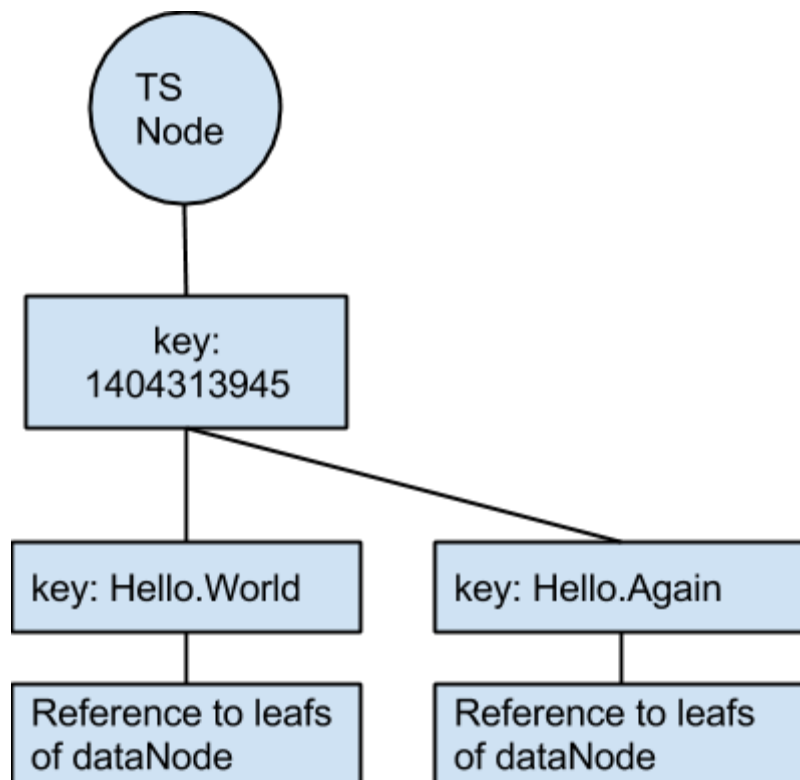 TS
Node
key:
1404313945
key: Hello.World
key: Hello.Again
Reference to leafs
of dataNode
Reference to leafs
of dataNode